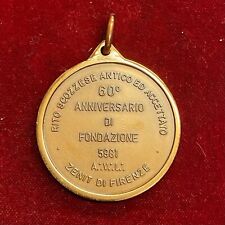 RITO SCOZZESE ANTICO ED ACCETTATO
60°
ANNIVERSARIO
DI
FONDAZIONE
5981
ZENIT DI FIRENZE